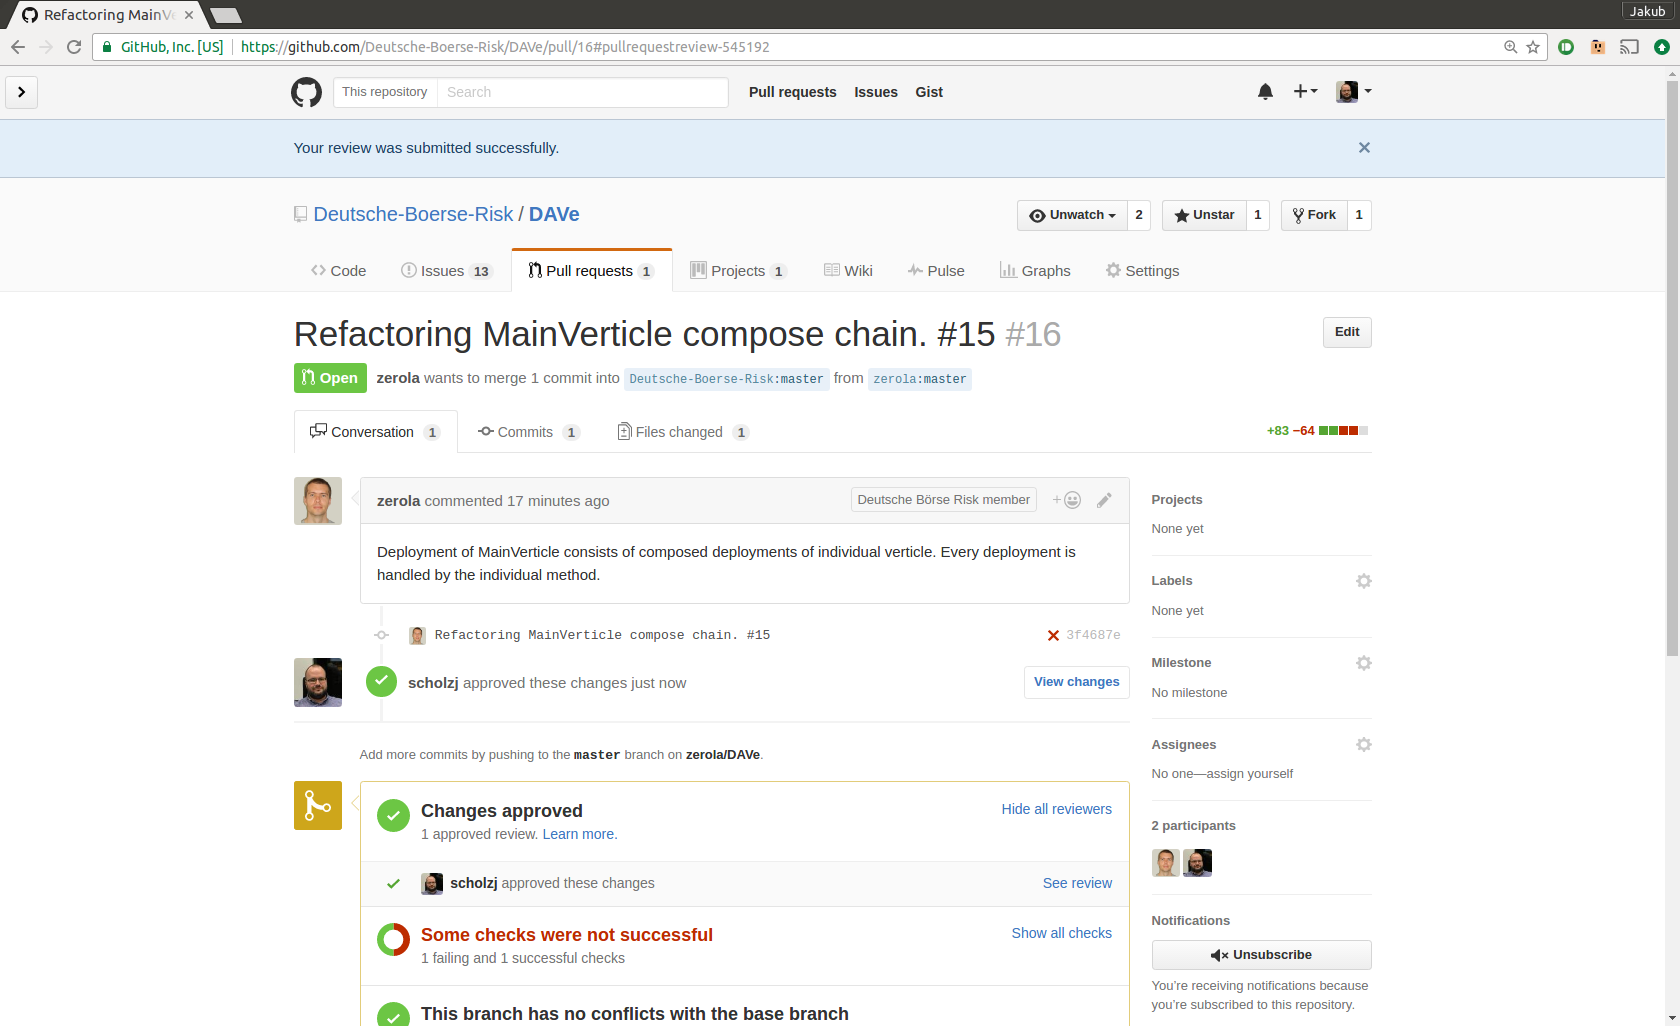 Refactoring MainVe
Jakub
GitHub, Inc. [US] https://github.com/Deutsche-Boerse-Risk/DAVe/pull/16#pullrequestreview-545192
This repository Search Pull requests Issues Gist
Your review was submitted successfully.
Deutsche-Boerse-Risk / DAVe
Unwatch 2 Unstar 1 Fork 1
Code Issues 13 Pull requests 1 Projects 1 Wiki Pulse Graphs Settings
Refactoring MainVerticle compose chain. #15 #16
Edit
Open zerola wants to merge 1 commit into Deutsche-Boerse-Risk:master from zerola:master
Conversation 1 Commits 1 Files changed 1
+83 −64
zerola commented 17 minutes ago
Deutsche Börse Risk member
Deployment of MainVerticle consists of composed deployments of individual verticle. Every deployment is
handled by the individual method.
Refactoring MainVerticle compose chain. #15
3f4687e
scholzj approved these changes just now
View changes
Add more commits by pushing to the master branch on zerola/DAVe.
Changes approved
Hide all reviewers
1 approved review. Learn more.
scholzj approved these changes
See review
Some checks were not successful
Show all checks
1 failing and 1 successful checks
This branch has no conflicts with the base branch
Projects
None yet
Labels
None yet
Milestone
No milestone
Assignees
No one—assign yourself
2 participants
Notifications
Unsubscribe
You're receiving notifications because
you're subscribed to this repository.